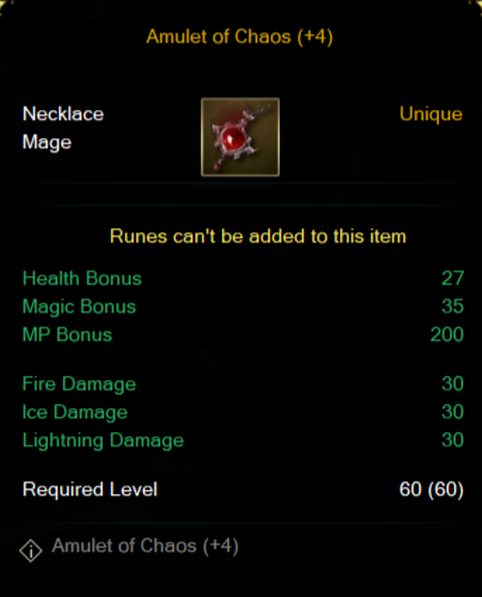 Amulet of Chaos (+4)
Necklace Unique
Mage
Runes can't be added to this item
Health Bonus 27
Magic Bonus 35
MP Bonus 200
Fire Damage 30
Ice Damage 30
Lightning Damage 30
Required Level 60 (60)
Amulet of Chaos (+4)